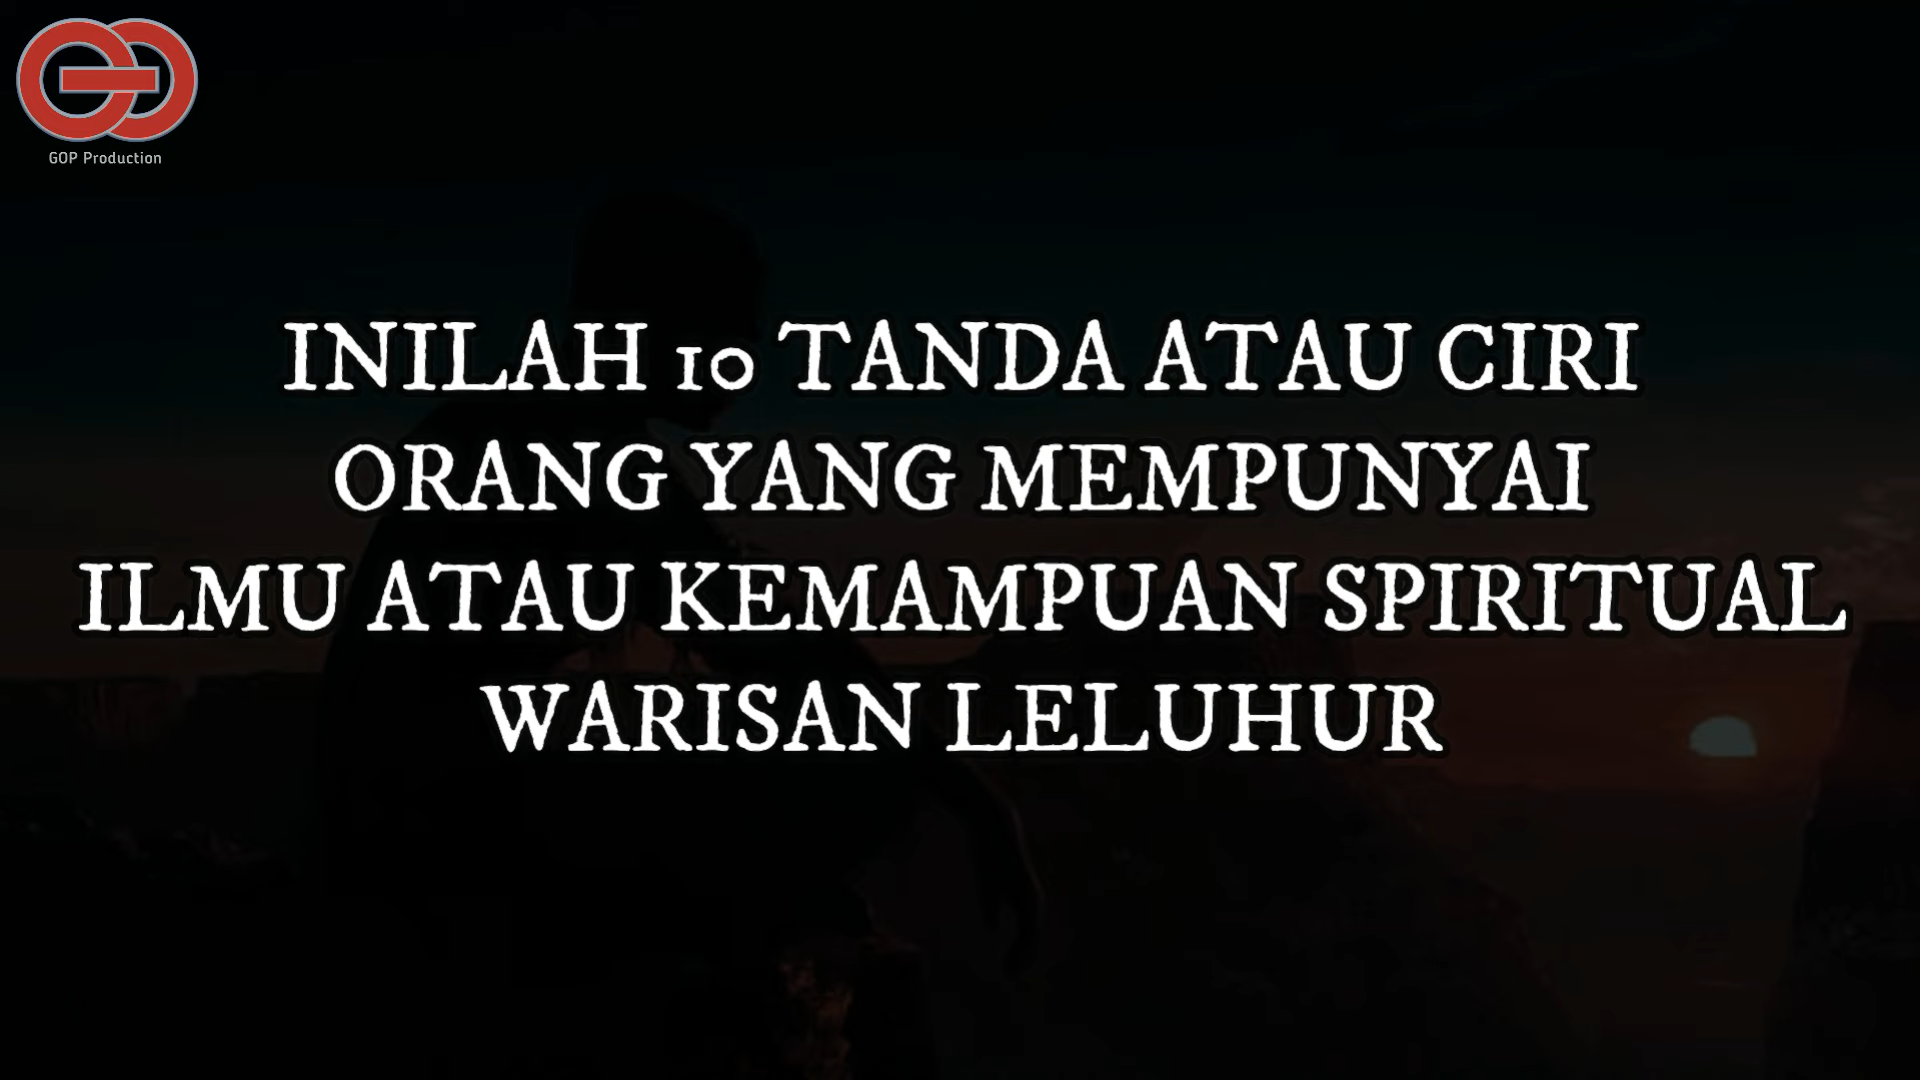 GOP Production
INILAH 10 TANDA ATAU CIRI
ORANG YANG MEMPUNYAI
ILMU ATAU KEMAMPUAN SPIRITUAL
WARISAN LELUHUR